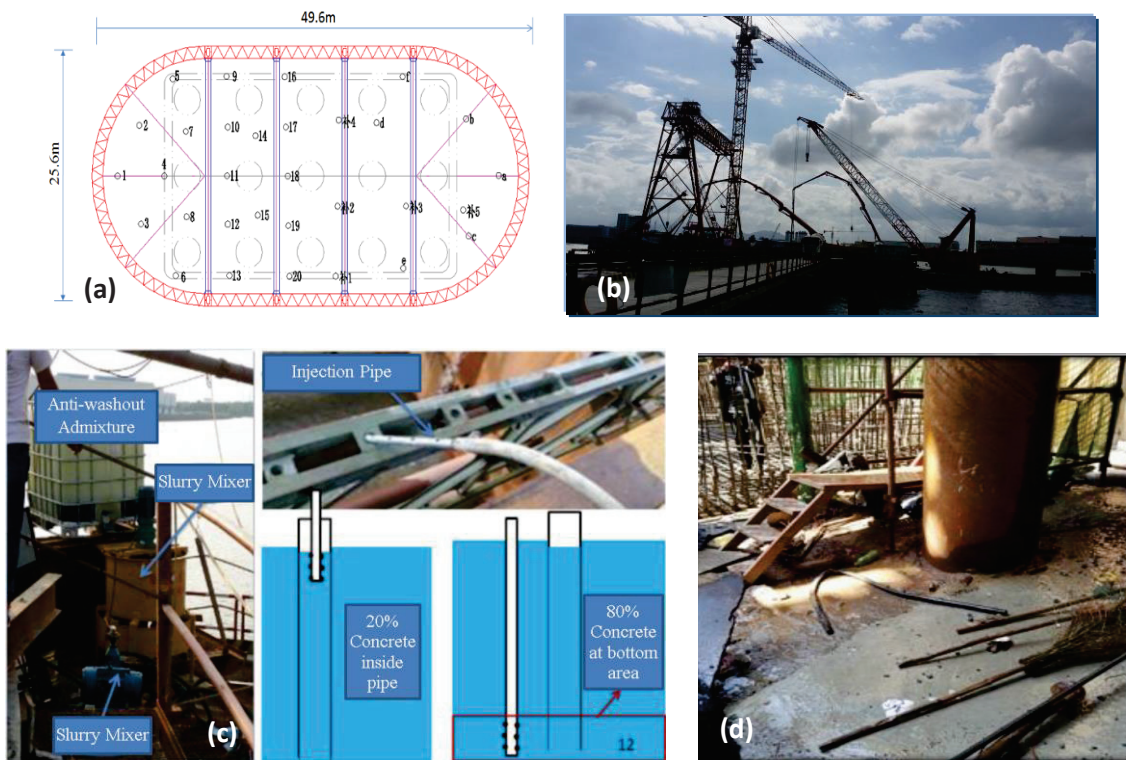 49.6m
25.6m
5
9
16
f
2
7
10
14
17
补4
d
b
1
4
11
18
a
3
8
12
15
19
补2
补3
补5
c
6
13
20
补1
e
(a)
(b)
Anti-washout
Admixture
Slurry Mixer
Slurry Mixer
(c)
Injection Pipe
20%
Concrete
inside
pipe
80%
Concrete
at bottom
area
12
(d)